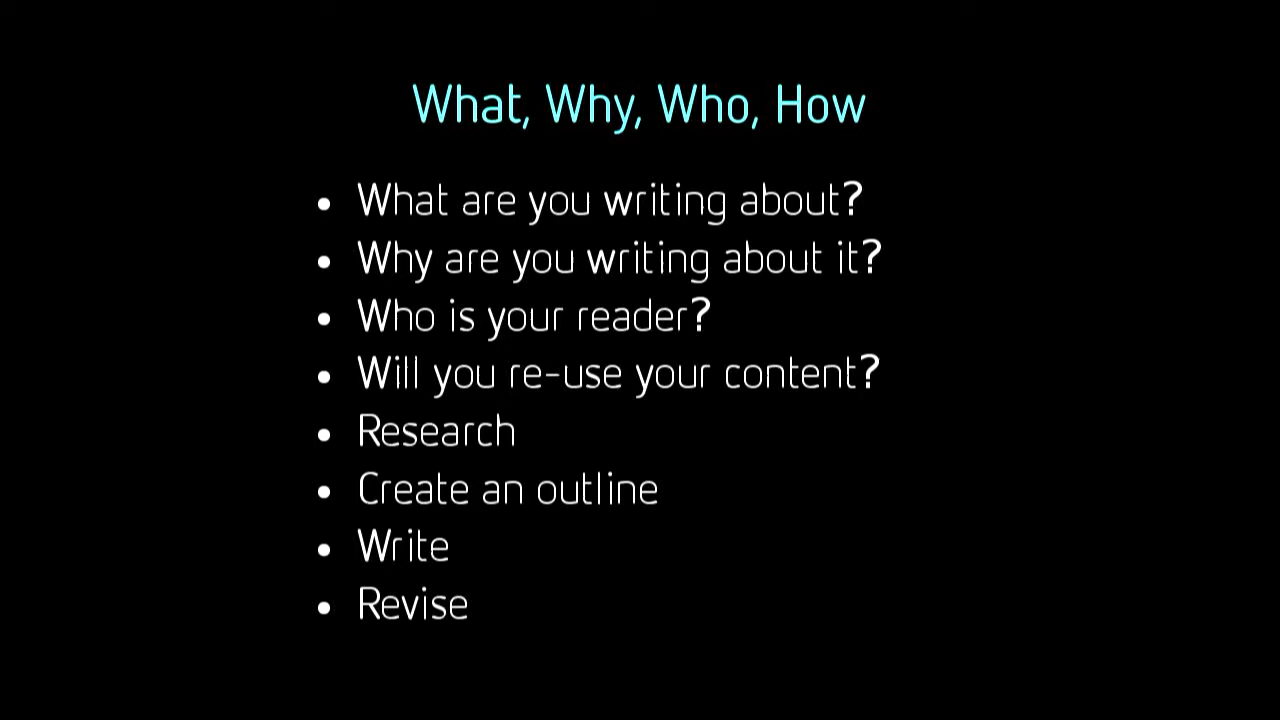 What, Why, Who, How
• What are you writing about?
• Why are you writing about it?
• Who is your reader?
• Will you re-use your content?
• Research
• Create an outline
• Write
• Revise